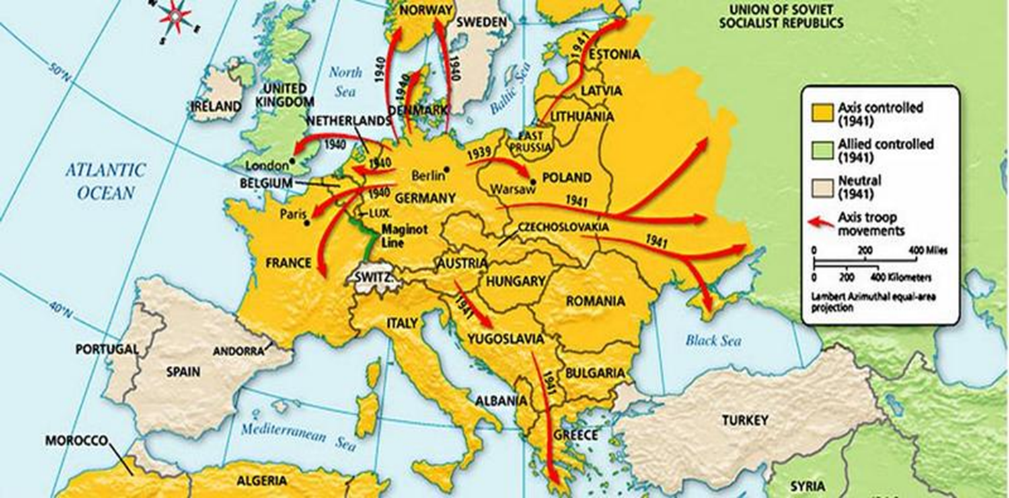 N
E
S
NORWAY
SWEDEN
UNION OF SOVIET
SOCIALIST REPUBLICS
1941
ESTONIA
50°N
North
Sea
1940
1940
1940
Baltic Sea
LATVIA
IRELAND
UNITED
KINGDOM
DENMARK
LITHUANIA
NETHERLANDS
EAST
PRUSSIA
1940
London
1940
1939
ATLANTIC
OCEAN
BELGIUM
Berlin
POLAND
Warsaw
1940
GERMANY
1941
Paris
LUX.
Maginot
Line
CZECHOSLOVAKIA
1941
FRANCE
AUSTRIA
SWITZ.
HUNGARY
ROMANIA
1941
40°N
ITALY
YUGOSLAVIA
Black Sea
PORTUGAL
ANDORRA
SPAIN
BULGARIA
1941
ALBANIA
TURKEY
Mediterranean Sea
GREECE
MOROCCO
ALGERIA
SYRIA
Axis controlled
(1941)
Allied controlled
(1941)
Neutral
(1941)
Axis troop
movements
0 200 400 Miles
0 200 400 Kilometers
Lambert Azimuthal equal-area
projection